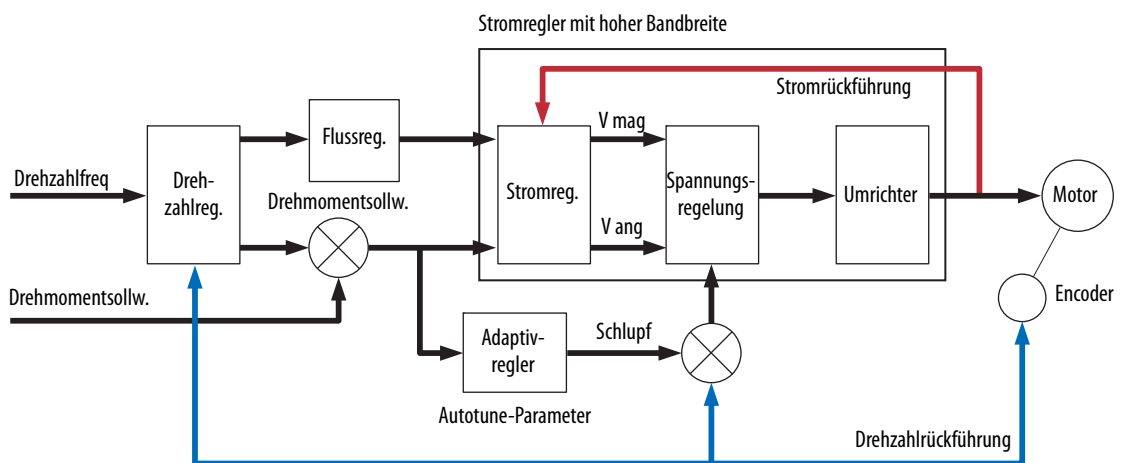 Stromregler mit hoher Bandbreite
Stromrückführung
Flussreg.
V mag
Drehzahlfreq
Dreh-
zahlreg.
Drehmomentsollw.
Stromreg.
Spannungs-
regelung
Umrichter
Motor
V ang
Drehmomentsollw.
Encoder
Adaptiv-
regler
Schlupf
Autotune-Parameter
Drehzahlrückführung